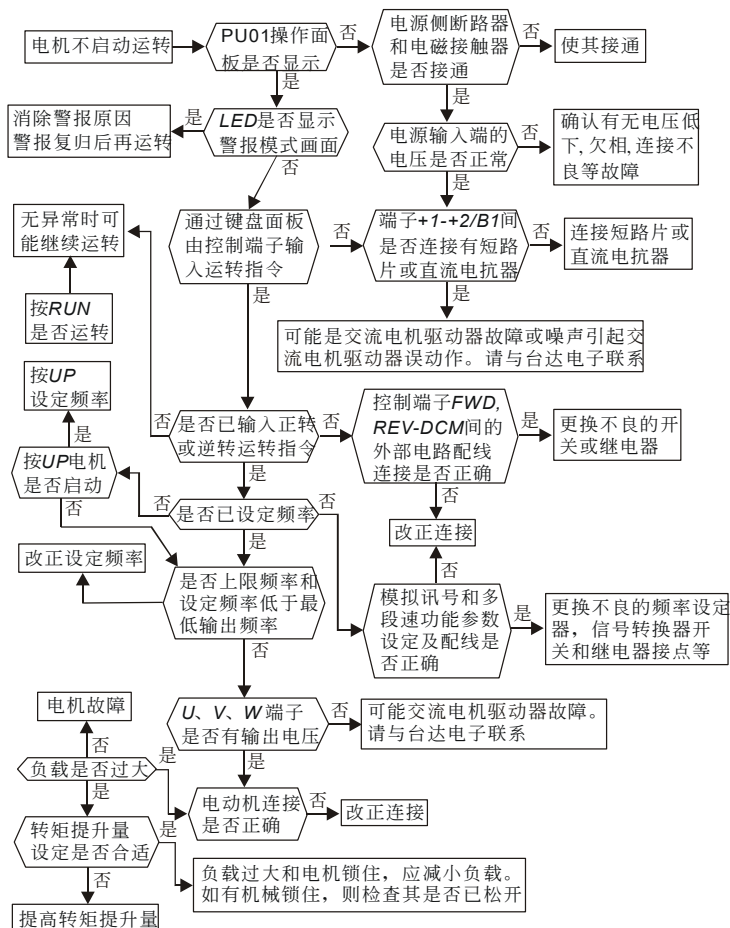 电机不启动运转
PU01操作面
板是否显示
否
电源侧断路器
和电磁接触器
是否接通
否
使其接通
是
是
消除警报原因
警报复归后再运转
是
LED是否显示
警报模式画面
否
电源输入端的
电压是否正常
否
确认有无电压低
下,欠相,连接不
良等故障
是
无异常时可
能继续运转
通过键盘面板
由控制端子输
入运转指令
否
端子+1-+2/B1间
是否连接有短路
片或直流电抗器
否
连接短路片或
直流电抗器
是
是
按RUN
是否运转
可能是交流电机驱动器故障或噪声引起交
流电机驱动器误动作。请与台达电子联系
按UP
设定频率
是
否
是否已输入正转
或逆转运转指令
否
控制端子FWD,
REV-DCM间的
外部电路配线
连接是否正确
是
更换不良的开
关或继电器
按UP电机
是否启动
是
否
否
否
是否已设定频率
否
改正连接
是
否
改正设定频率
是否上限频率和
设定频率低于最
低输出频率
模拟讯号和多
段速功能参数
设定及配线是
否正确
是
更换不良的频率设定
器，信号转换器开
关和继电器接点等
否
电机故障
U、V、W 端子
是否有输出电压
否
可能交流电机驱动器故障。
请与台达电子联系
否
是
是
负载是否过大
是
电动机连接
是否正确
否
改正连接
转矩提升量
设定是否合适
是
否
负载过大和电机锁住，应减小负载。
如有机械锁住，则检查其是否已松开
提高转矩提升量